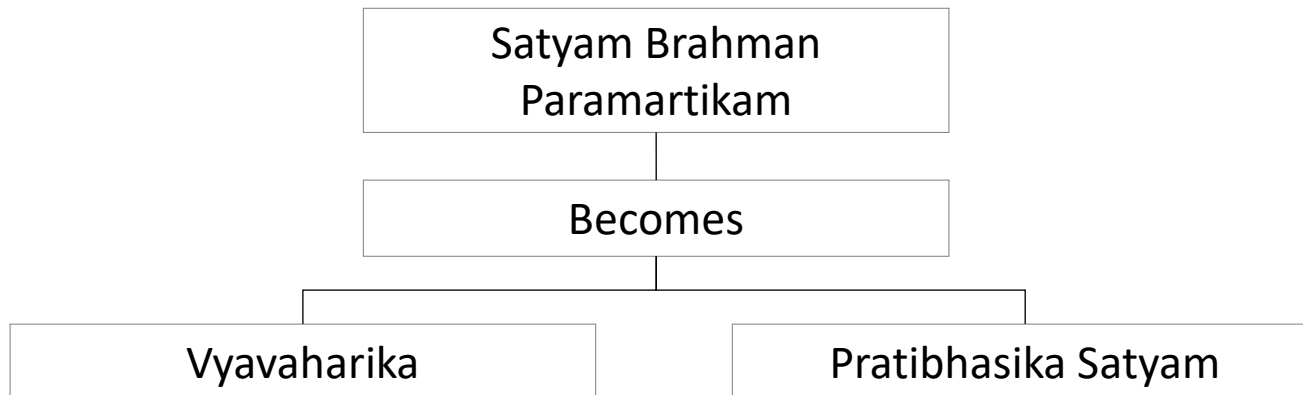 Satyam Brahman
Paramartikam
Becomes
Vyavaharika
Pratibhasika Satyam